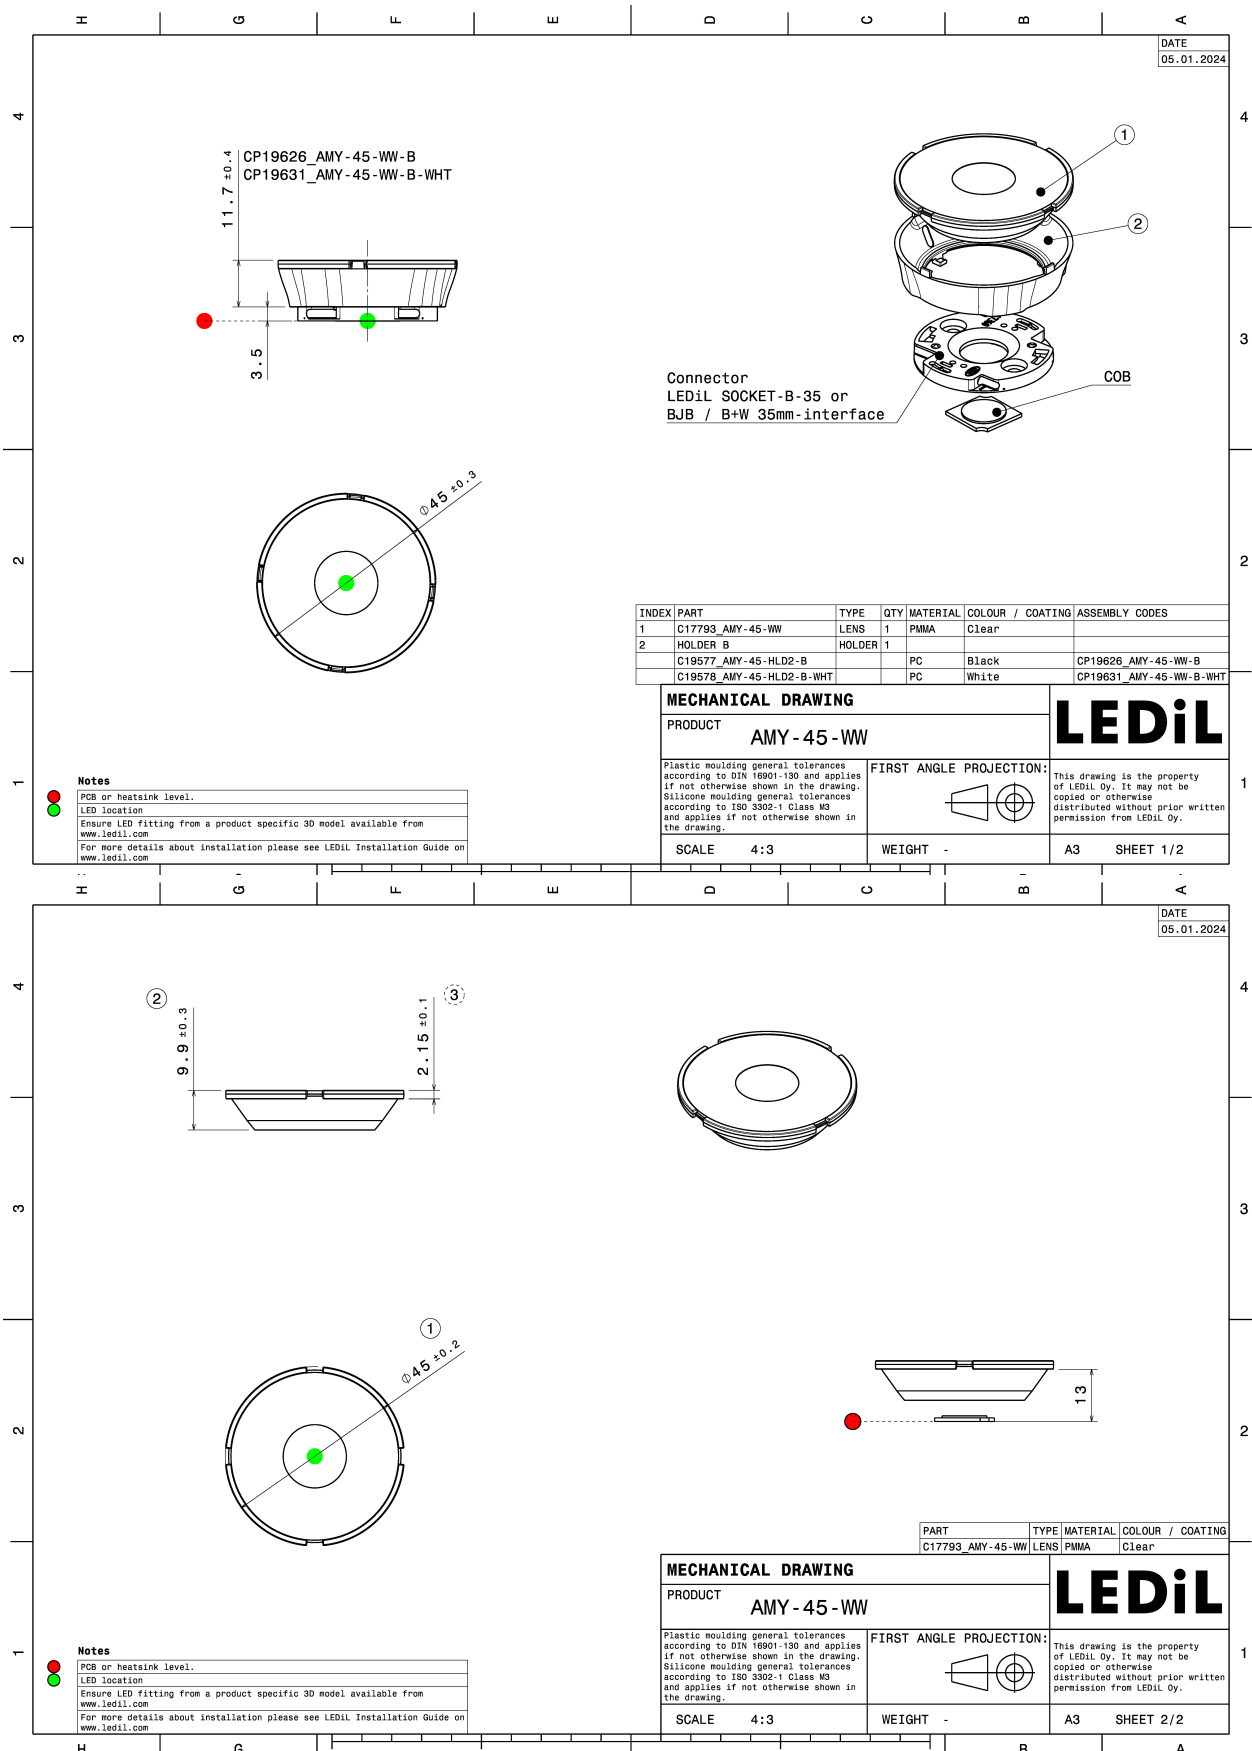 H G F E D C B A
DATE
05.01.2024
4 4
CP19626_AMY-45-WW-B
CP19631_AMY-45-WW-B-WHT
11.7 ±0.4
3.5
1
2
3 3
Connector
LEDiL SOCKET-B-35 or
BJB / B+W 35mm-interface
COB
Φ45 ±0.3
2 2
INDEX PART TYPE QTY MATERIAL COLOUR / COATING ASSEMBLY CODES
1 C17793_AMY-45-WW LENS 1 PMMA Clear
2 HOLDER B HOLDER 1
C19577_AMY-45-HLD2-B PC Black CP19626_AMY-45-WW-B
C19578_AMY-45-HLD2-B-WHT PC White CP19631_AMY-45-WW-B-WHT
MECHANICAL DRAWING
PRODUCT
AMY-45-WW
LEDiL
Plastic moulding general tolerances
according to DIN 16901-130 and applies
if not otherwise shown in the drawing.
Silicone moulding general tolerances
according to ISO 3302-1 Class M3
and applies if not otherwise shown in
the drawing.
FIRST ANGLE PROJECTION:
This drawing is the property
of LEDiL Oy. It may not be
copied or otherwise
distributed without prior written
permission from LEDiL Oy.
SCALE 4:3
WEIGHT -
A3 SHEET 1/2
1 1
Notes
PCB or heatsink level.
LED location
Ensure LED fitting from a product specific 3D model available from
www.ledil.com
For more details about installation please see LEDiL Installation Guide on
www.ledil.com
H G F E D C B A
DATE
05.01.2024
4 4
2
9.9 ±0.3
3
2.15 ±0.1
3 3
1
Φ45 ±0.2
13
2 2
PART TYPE MATERIAL COLOUR / COATING
C17793_AMY-45-WW LENS PMMA Clear
MECHANICAL DRAWING
PRODUCT
AMY-45-WW
LEDiL
Plastic moulding general tolerances
according to DIN 16901-130 and applies
if not otherwise shown in the drawing.
Silicone moulding general tolerances
according to ISO 3302-1 Class M3
and applies if not otherwise shown in
the drawing.
FIRST ANGLE PROJECTION:
This drawing is the property
of LEDiL Oy. It may not be
copied or otherwise
distributed without prior written
permission from LEDiL Oy.
SCALE 4:3
WEIGHT -
A3 SHEET 2/2
1 1
Notes
PCB or heatsink level.
LED location
Ensure LED fitting from a product specific 3D model available from
www.ledil.com
For more details about installation please see LEDiL Installation Guide on
www.ledil.com
H G B A